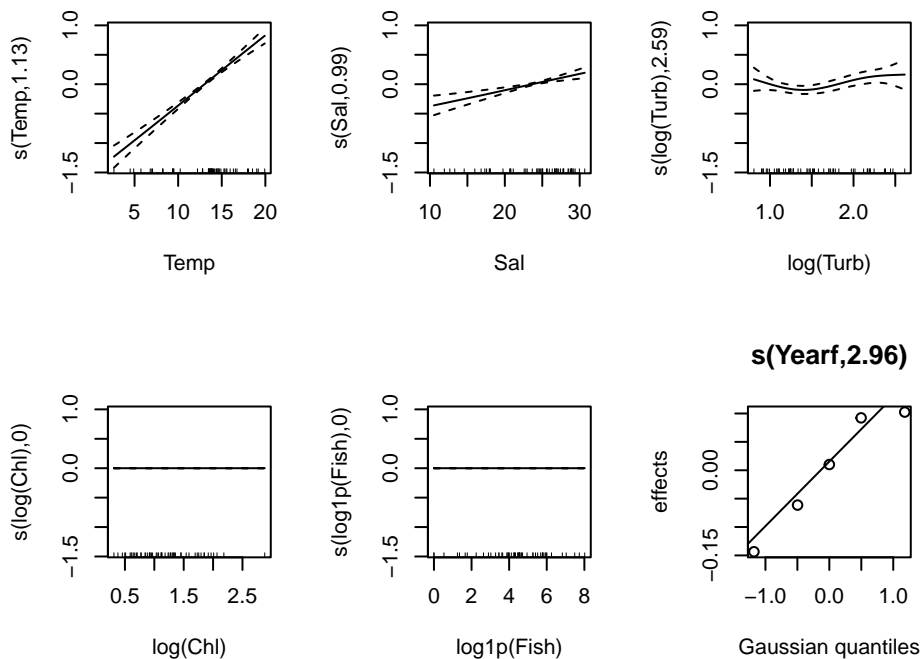 s(Temp,1.13)
1.0
0.0
−1.5
5 10 15 20
Temp
s(Sal,0.99)
1.0
0.0
−1.5
10 20 30
Sal
s(log(Turb),2.59)
1.0
0.0
−1.5
1.0 2.0
log(Turb)
s(log(Chl),0)
1.0
0.0
−1.5
0.5 1.5 2.5
log(Chl)
s(log1p(Fish),0)
1.0
0.0
−1.5
0 2 4 6 8
log1p(Fish)
s(Yearf,2.96)
effects
0.00
−0.15
−1.0 0.0 1.0
Gaussian quantiles